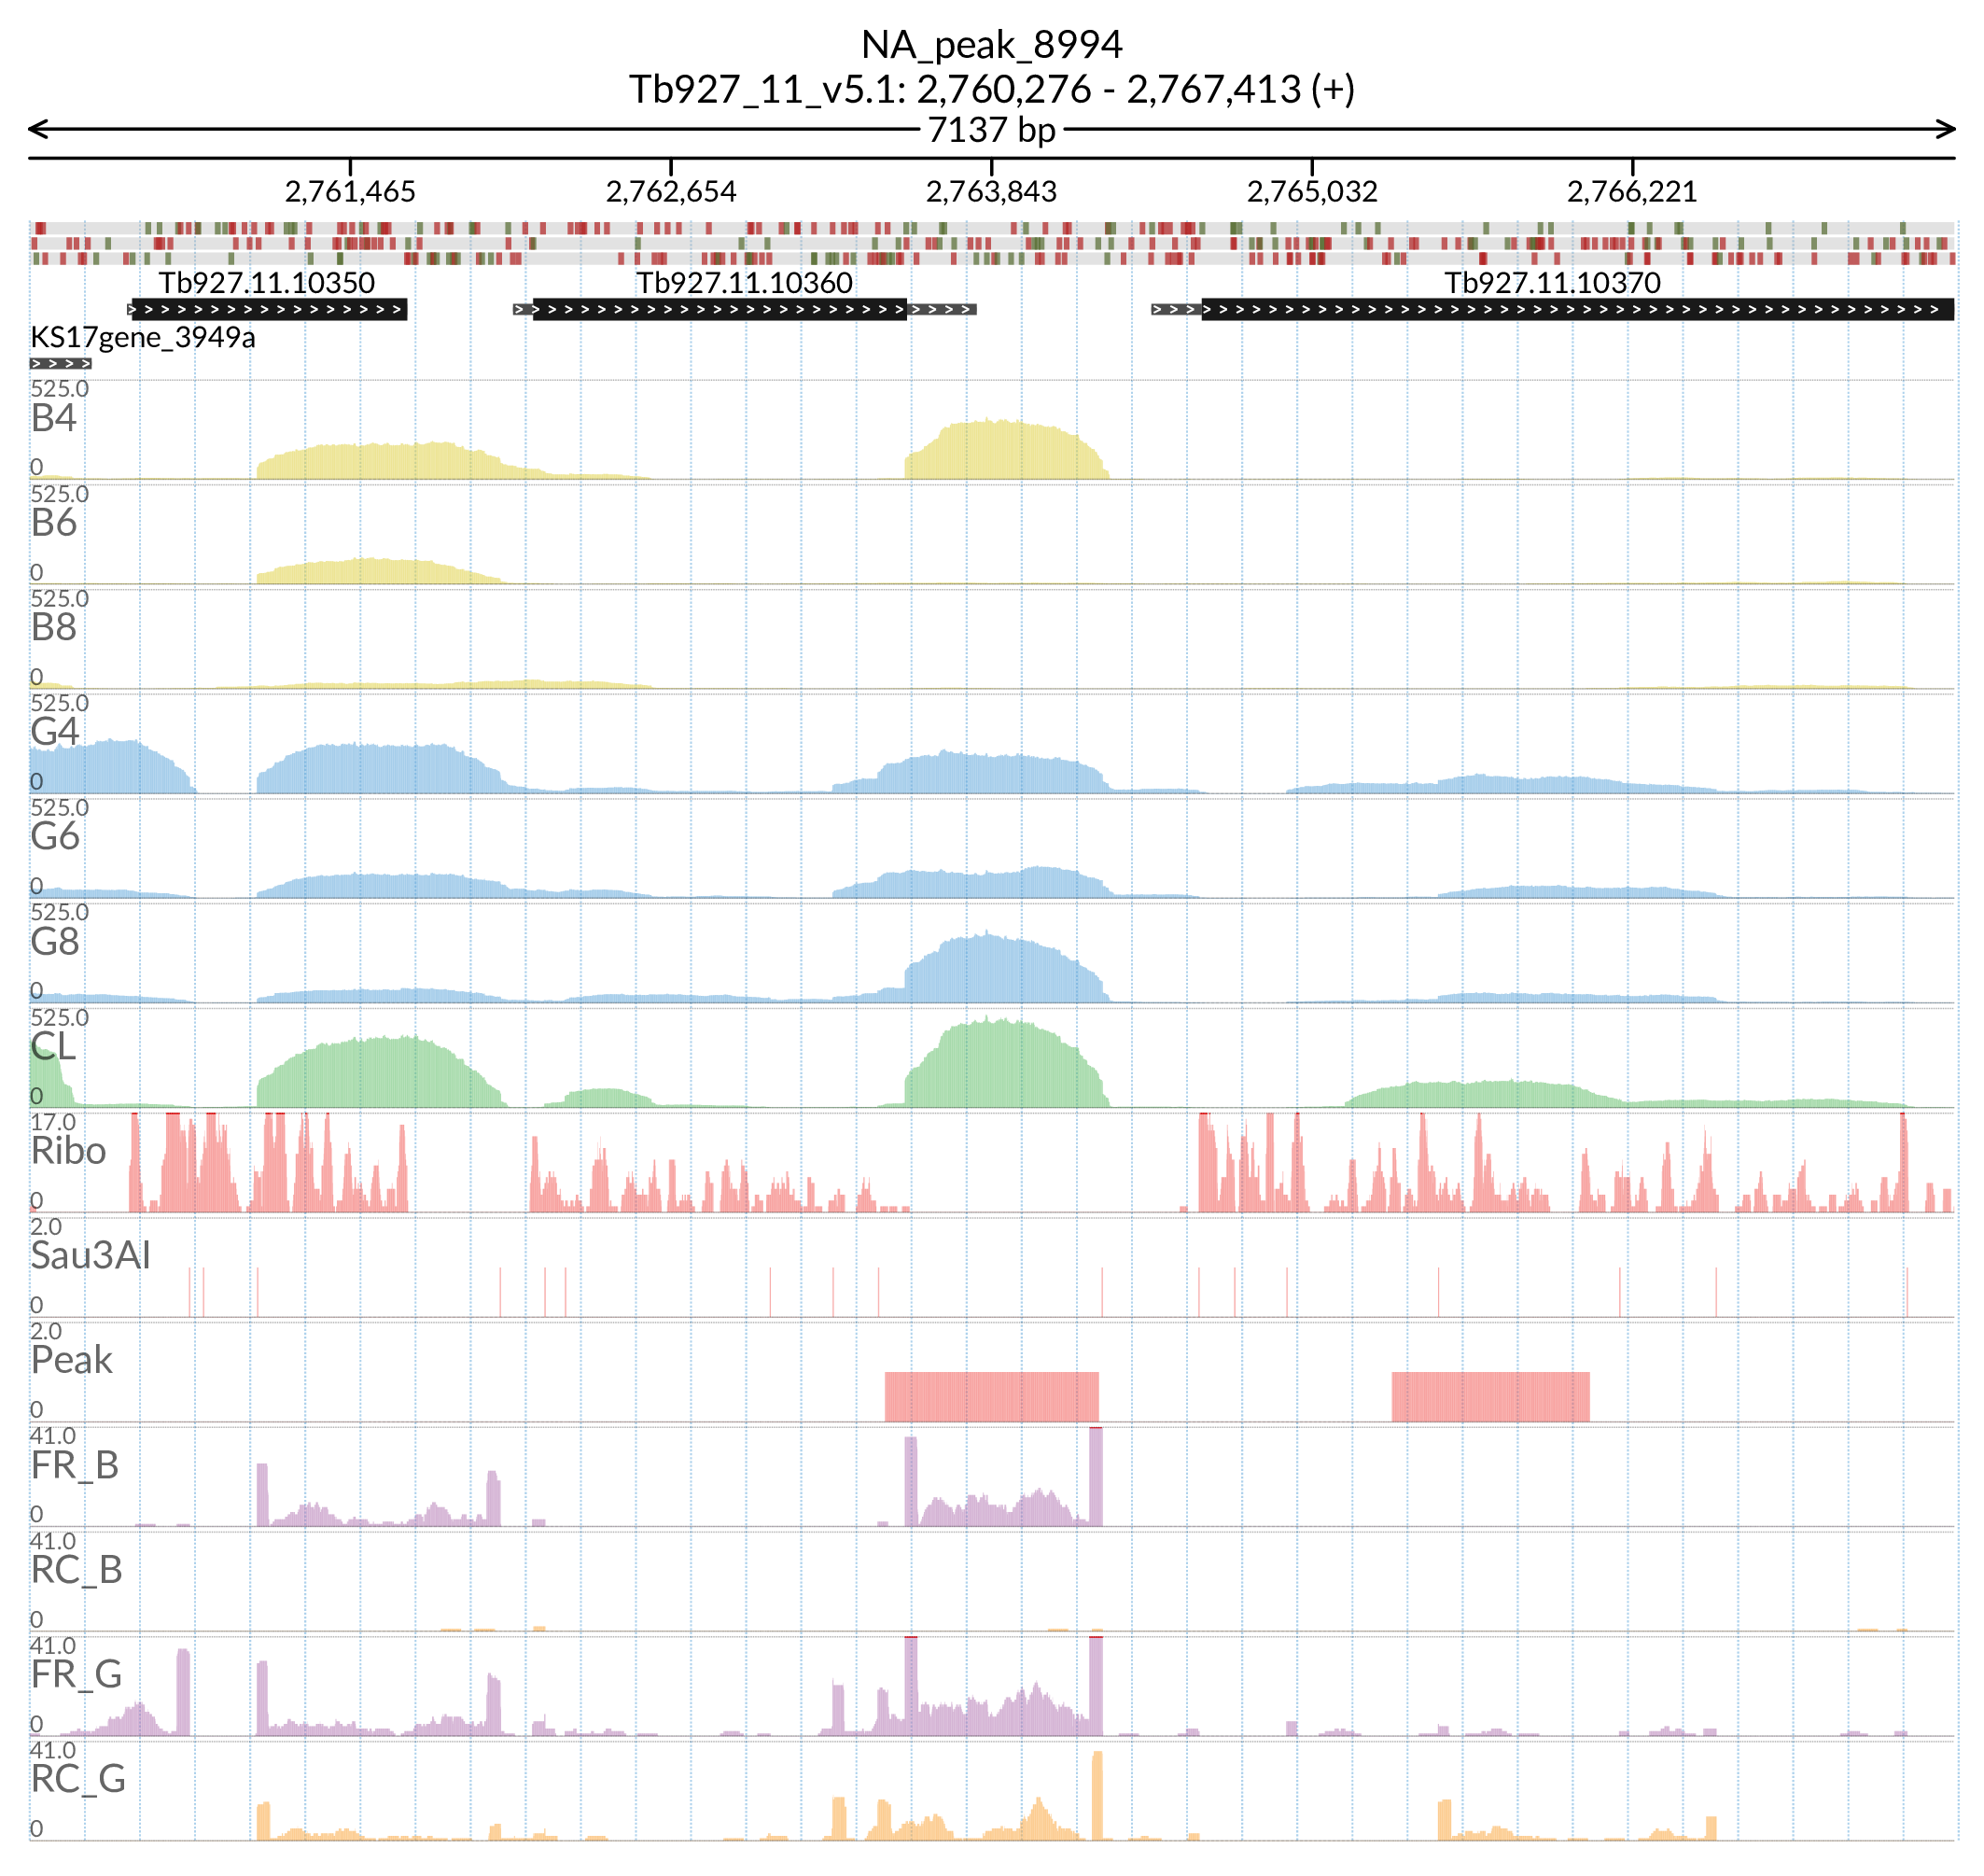 NA_peak_8994
Tb927_11_v5.1: 2,760,276 - 2,767,413 (+)
7137 bp
2,761,465 2,762,654 2,763,843 2,765,032 2,766,221
Tb927.11.10350 Tb927.11.10360 Tb927.11.10370
KS17gene_3949a
525.0
B4
0
525.0
B6
0
525.0
B8
0
525.0
G4
0
525.0
G6
0
525.0
G8
0
525.0
CL
0
17.0
Ribo
0
2.0
Sau3AI
0
2.0
Peak
0
41.0
FR_B
0
41.0
RC_B
0
41.0
FR_G
0
41.0
RC_G
0